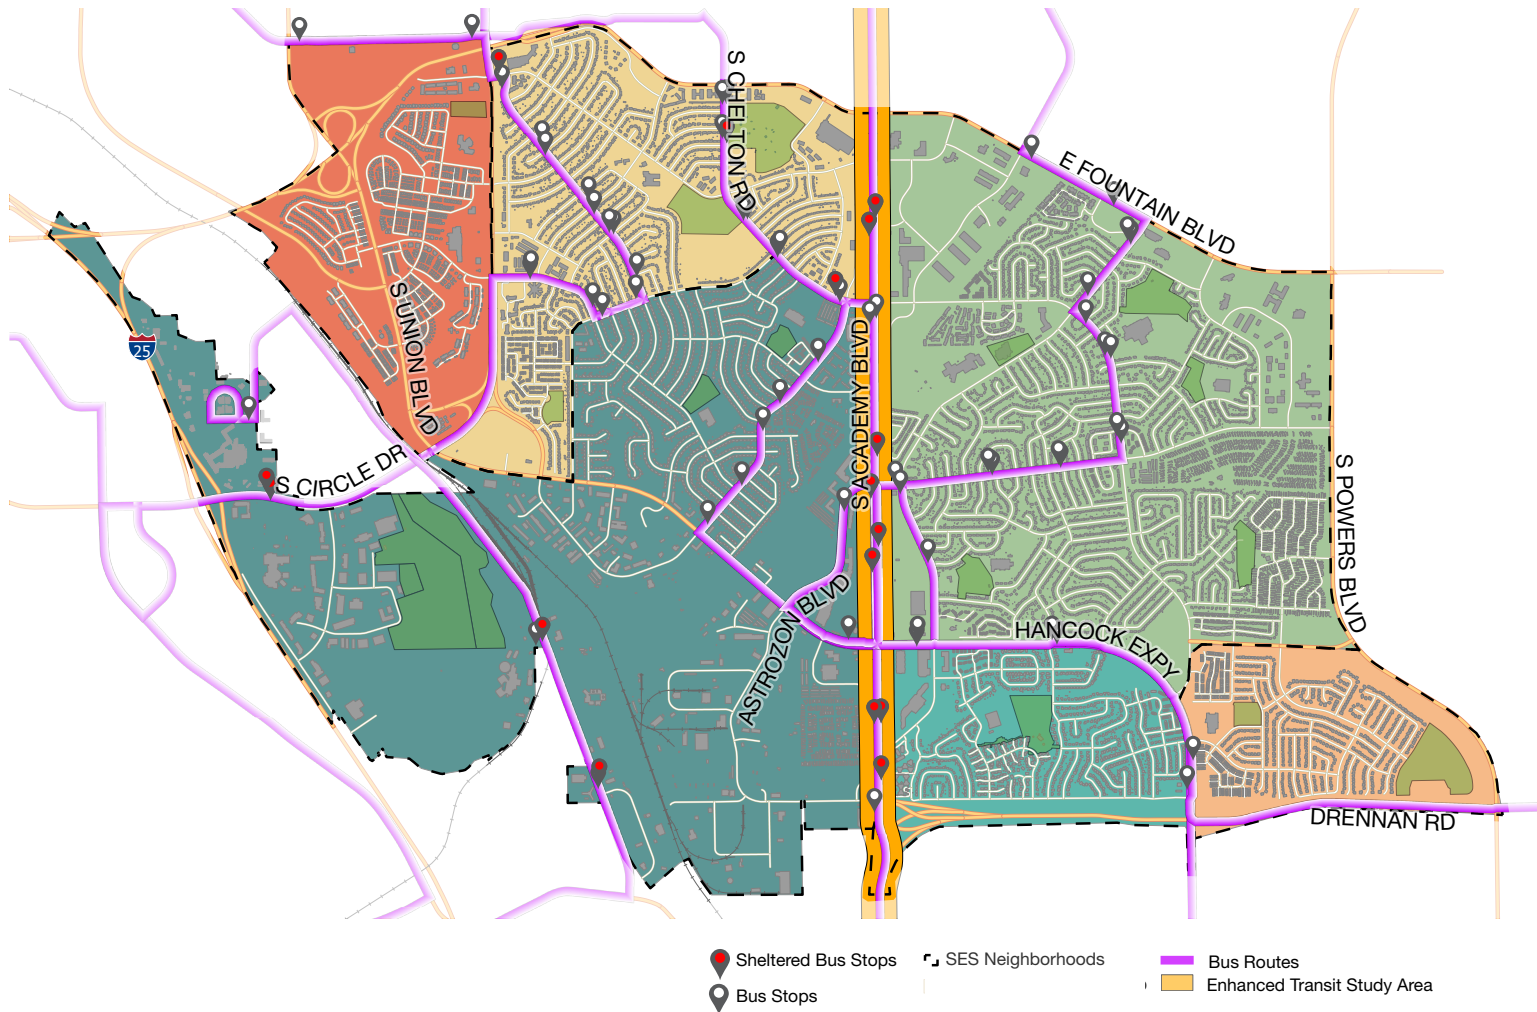 S CHELTON RD
E FOUNTAIN BLVD
S UNION BLVD
25
S ACADEMY BLVD
S CIRCLE DR
S POWERS BLVD
ASTROZON BLVD
HANCOCK EXPY
DRENNAN RD
Sheltered Bus Stops
SES Neighborhoods
Bus Routes
Bus Stops
Enhanced Transit Study Area